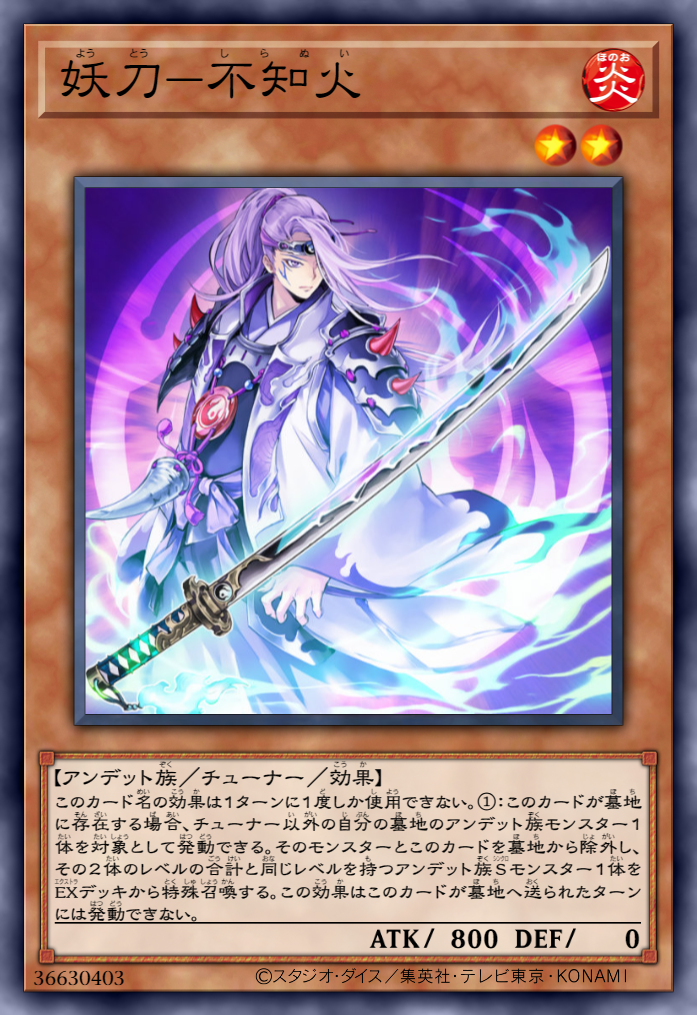 妖刀－不知火
炎
【アンデット族／チューナー／効果】
このカード名の効果は１ターンに１度しか使用できない。①：このカードが墓地
に存在する場合、チューナー以外の自分の墓地のアンデット族モンスター１
体を対象として発動できる。そのモンスターとこのカードを墓地から除外し、
その２体のレベルの合計と同じレベルを持つアンデット族Ｓモンスター１体を
EXデッキから特殊召喚する。この効果はこのカードが墓地へ送られたターン
には発動できない。
ATK/ 800 DEF/ 0
36630403 ©スタジオ・ダイス／集英社・テレビ東京・KONAMI